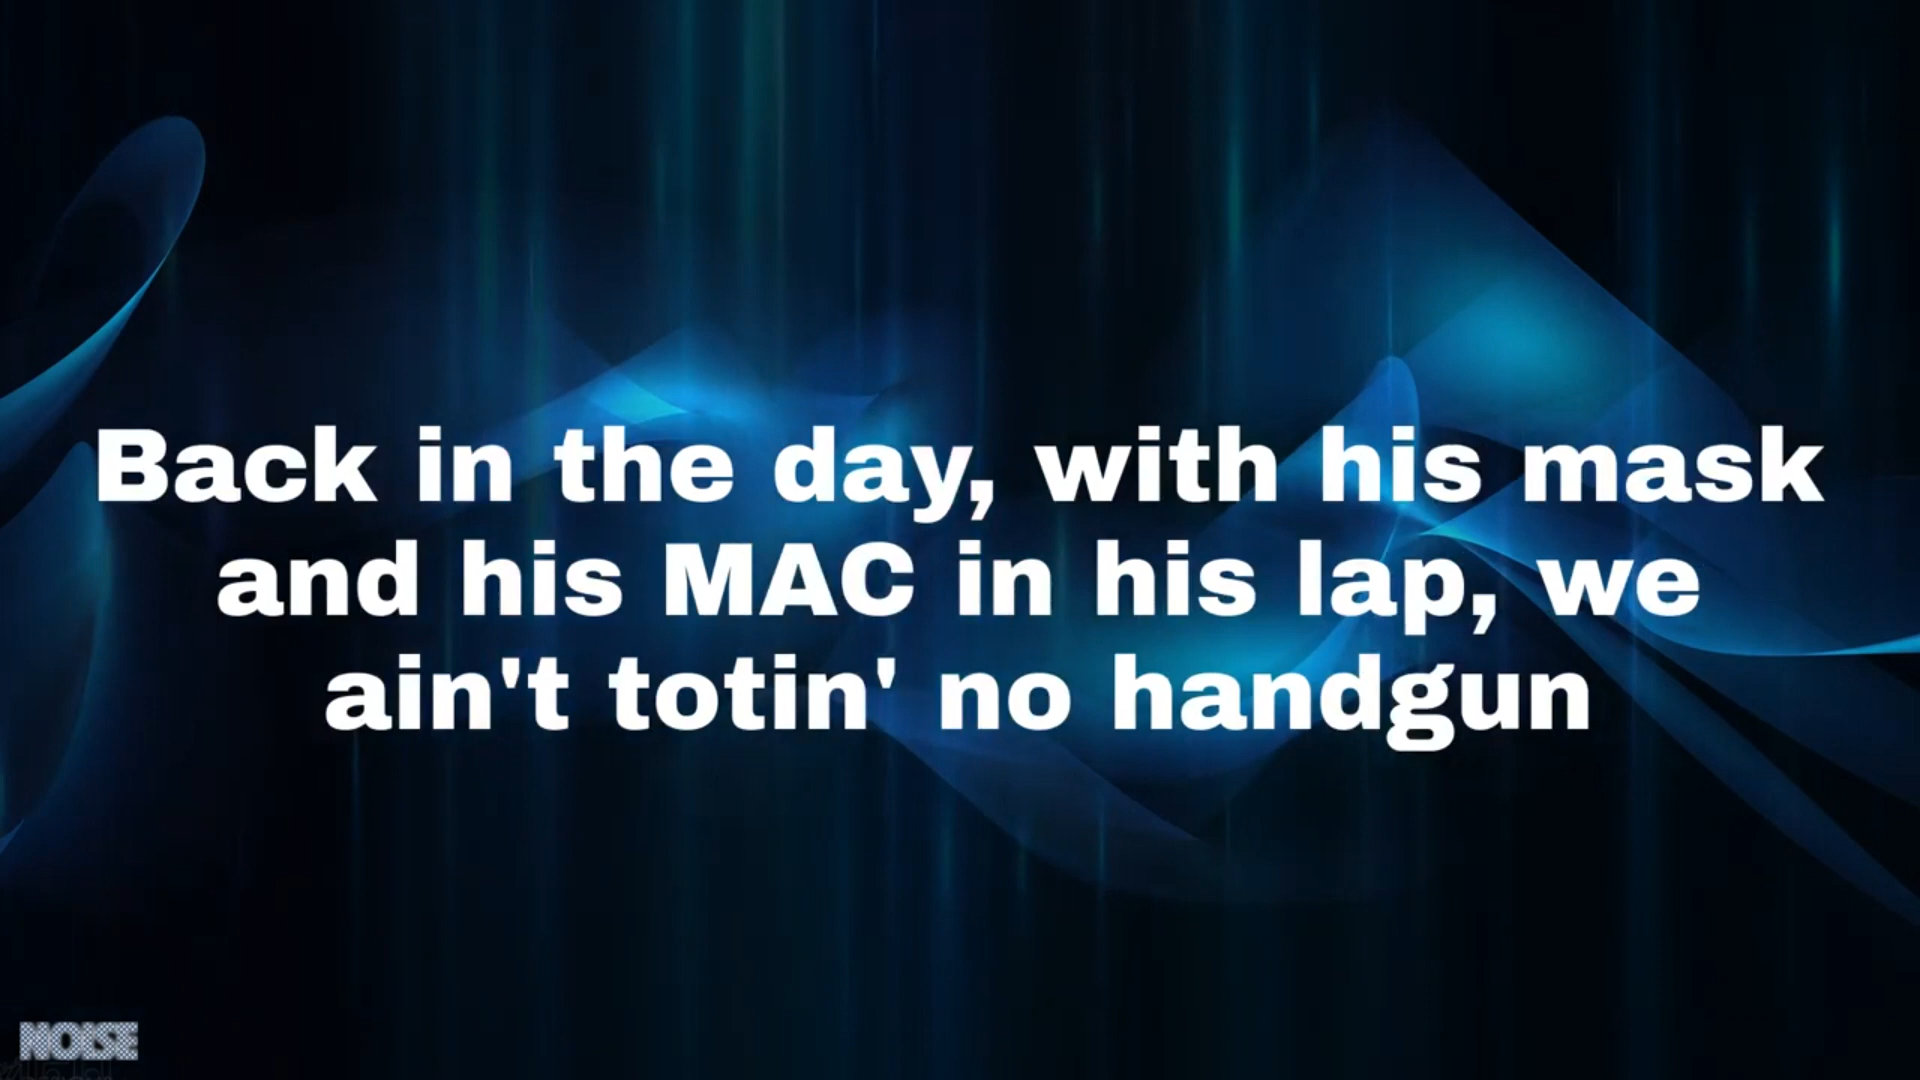 Back in the day, with his mask
and his MAC in his lap, we
ain't totin' no handgun
NOISE